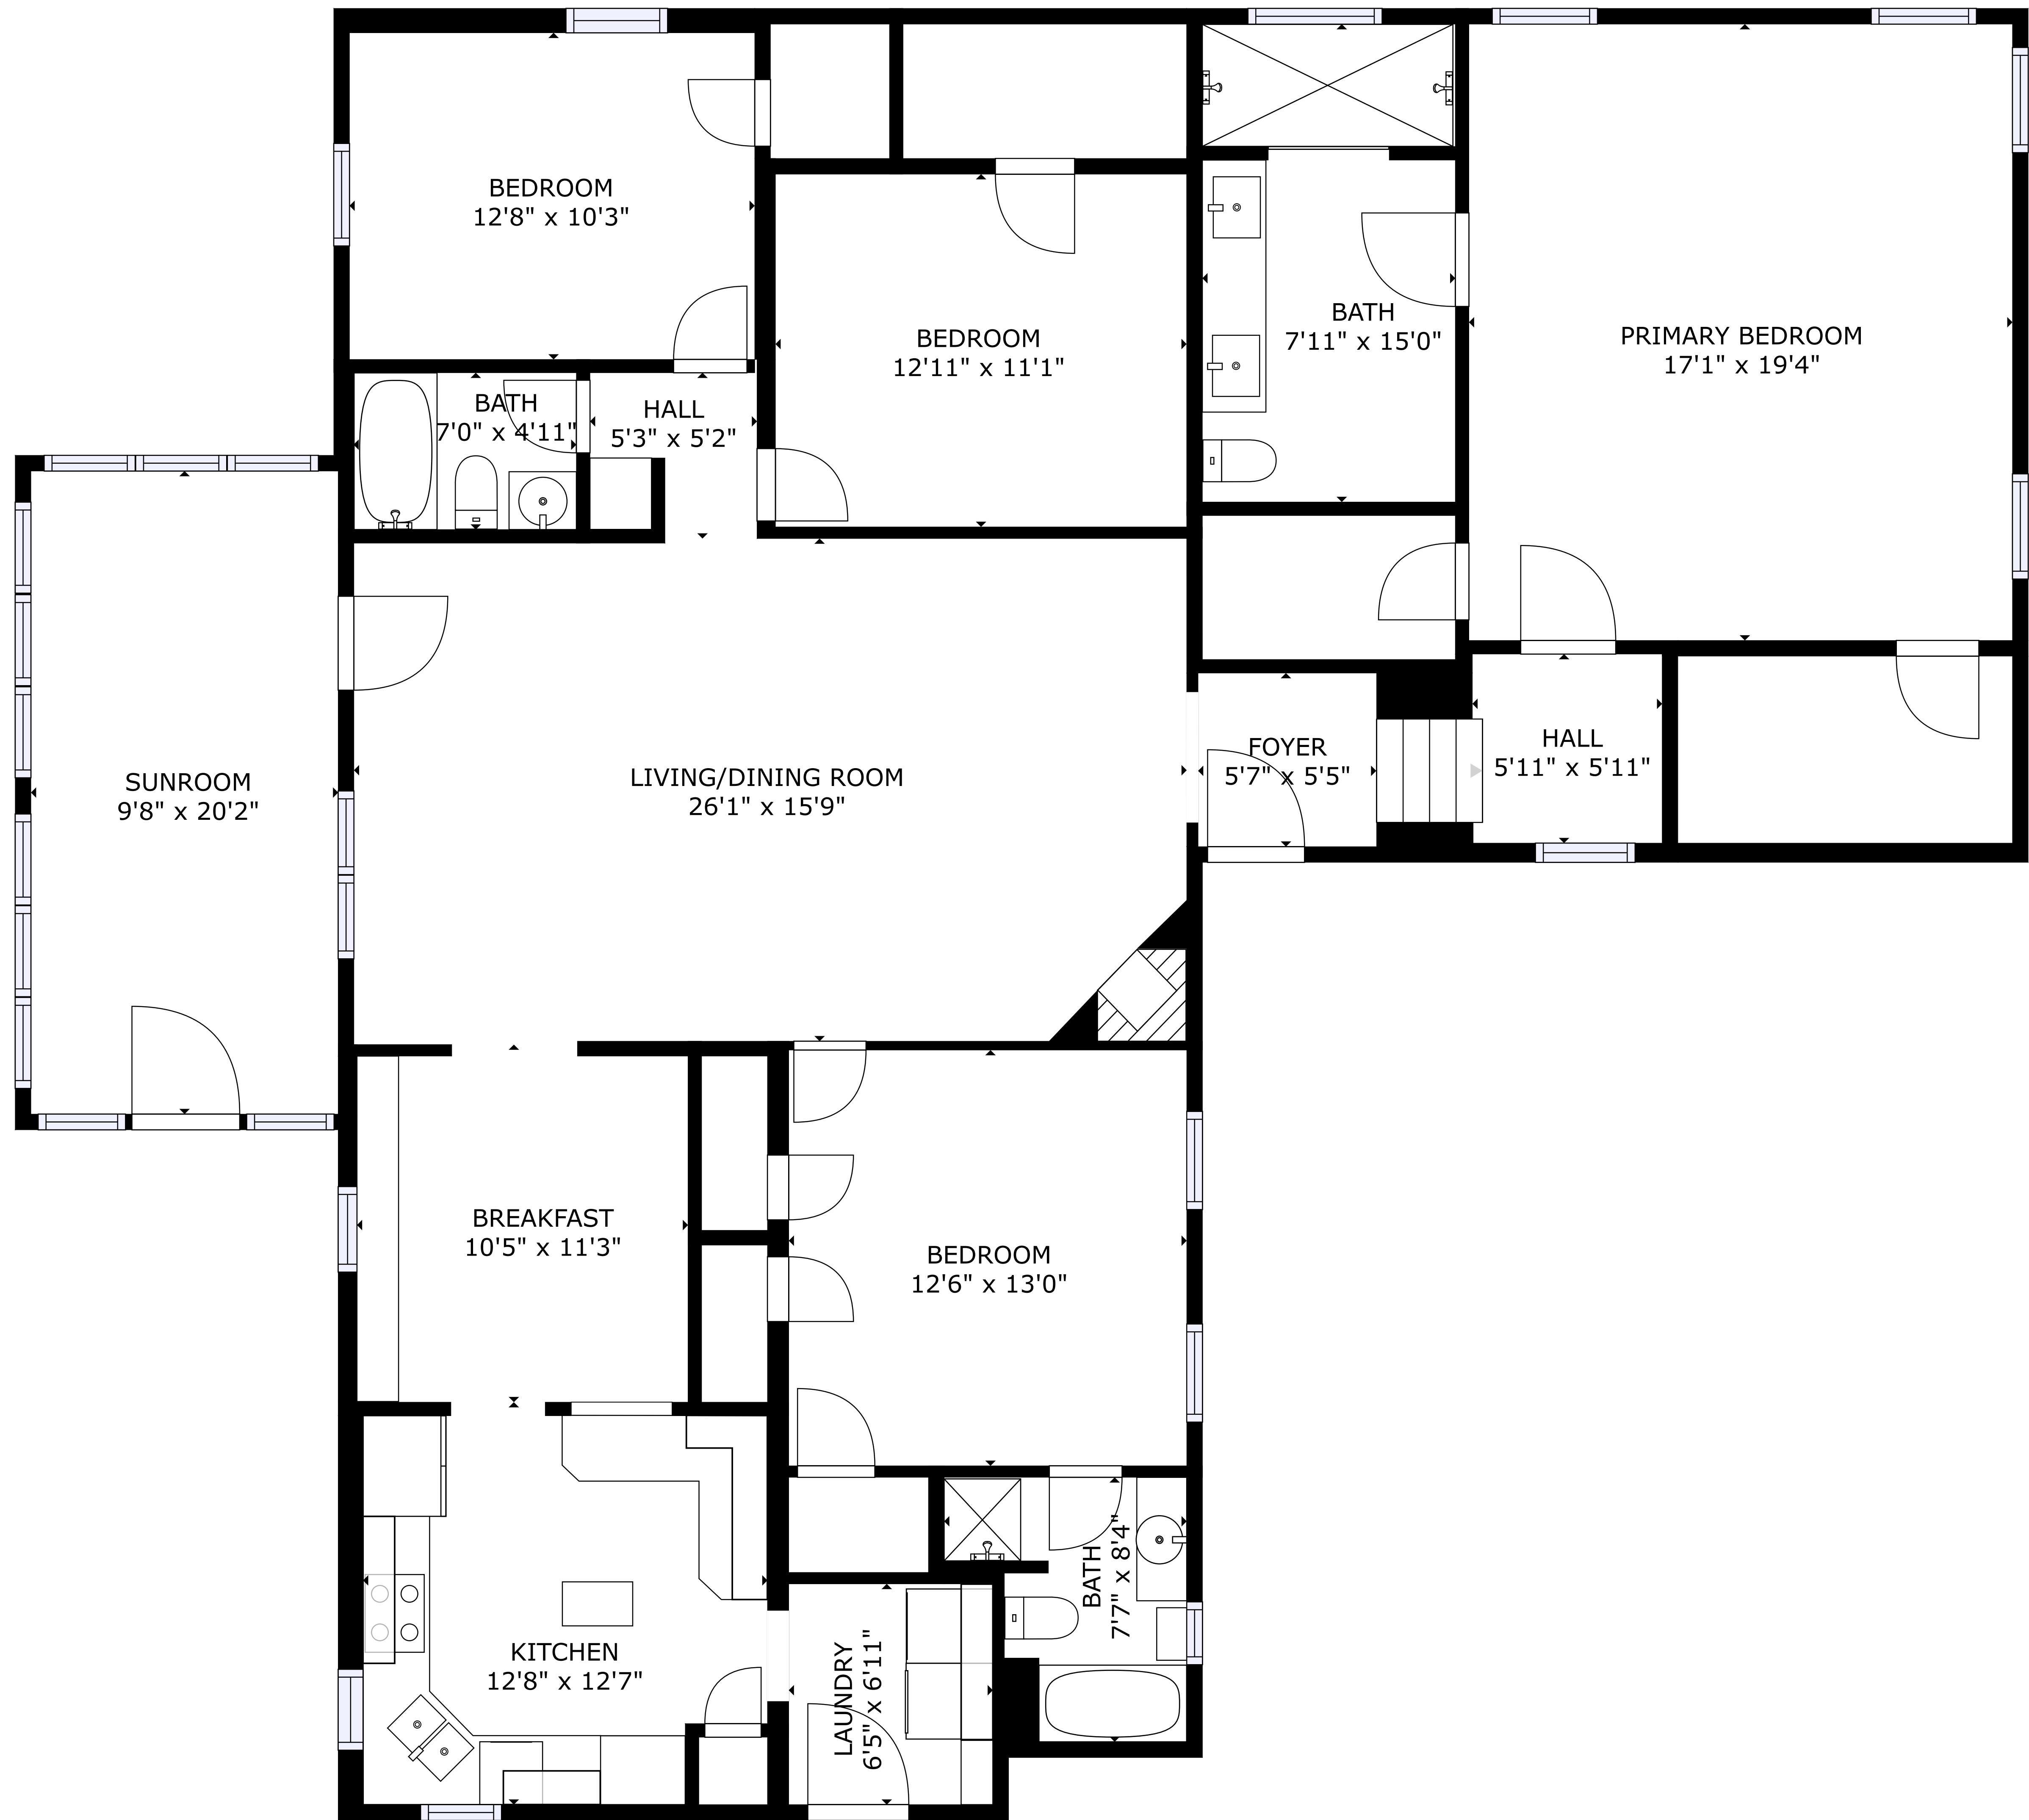 BEDROOM
12'8" x 10'3"
BEDROOM
12'11" x 11'1"
BATH
7'11" x 15'0"
PRIMARY BEDROOM
17'1" x 19'4"
BATH
7'0" x 4'11"
HALL
5'3" x 5'2"
SUNROOM
9'8" x 20'2"
LIVING/DINING ROOM
26'1" x 15'9"
FOYER
5'7" x 5'5"
HALL
5'11" x 5'11"
BREAKFAST
10'5" x 11'3"
BEDROOM
12'6" x 13'0"
KITCHEN
12'8" x 12'7"
LAUNDRY
6'5" x 6'11"
BATH
7'7" x 8'4"